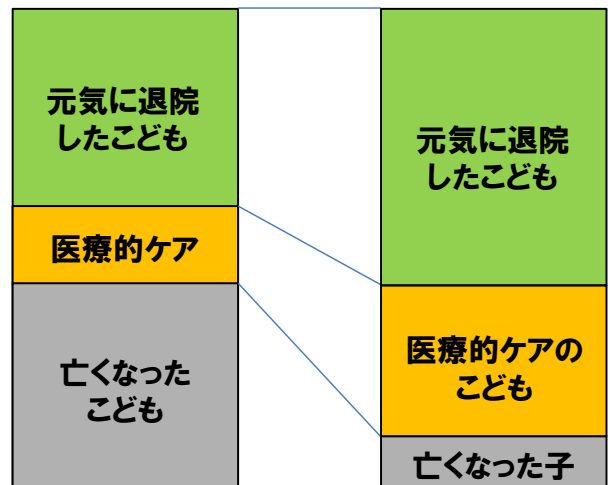 元気に退院
したこども
医療的ケア
亡くなった
こども
元気に退院
したこども
医療的ケアの
こども
亡くなった子